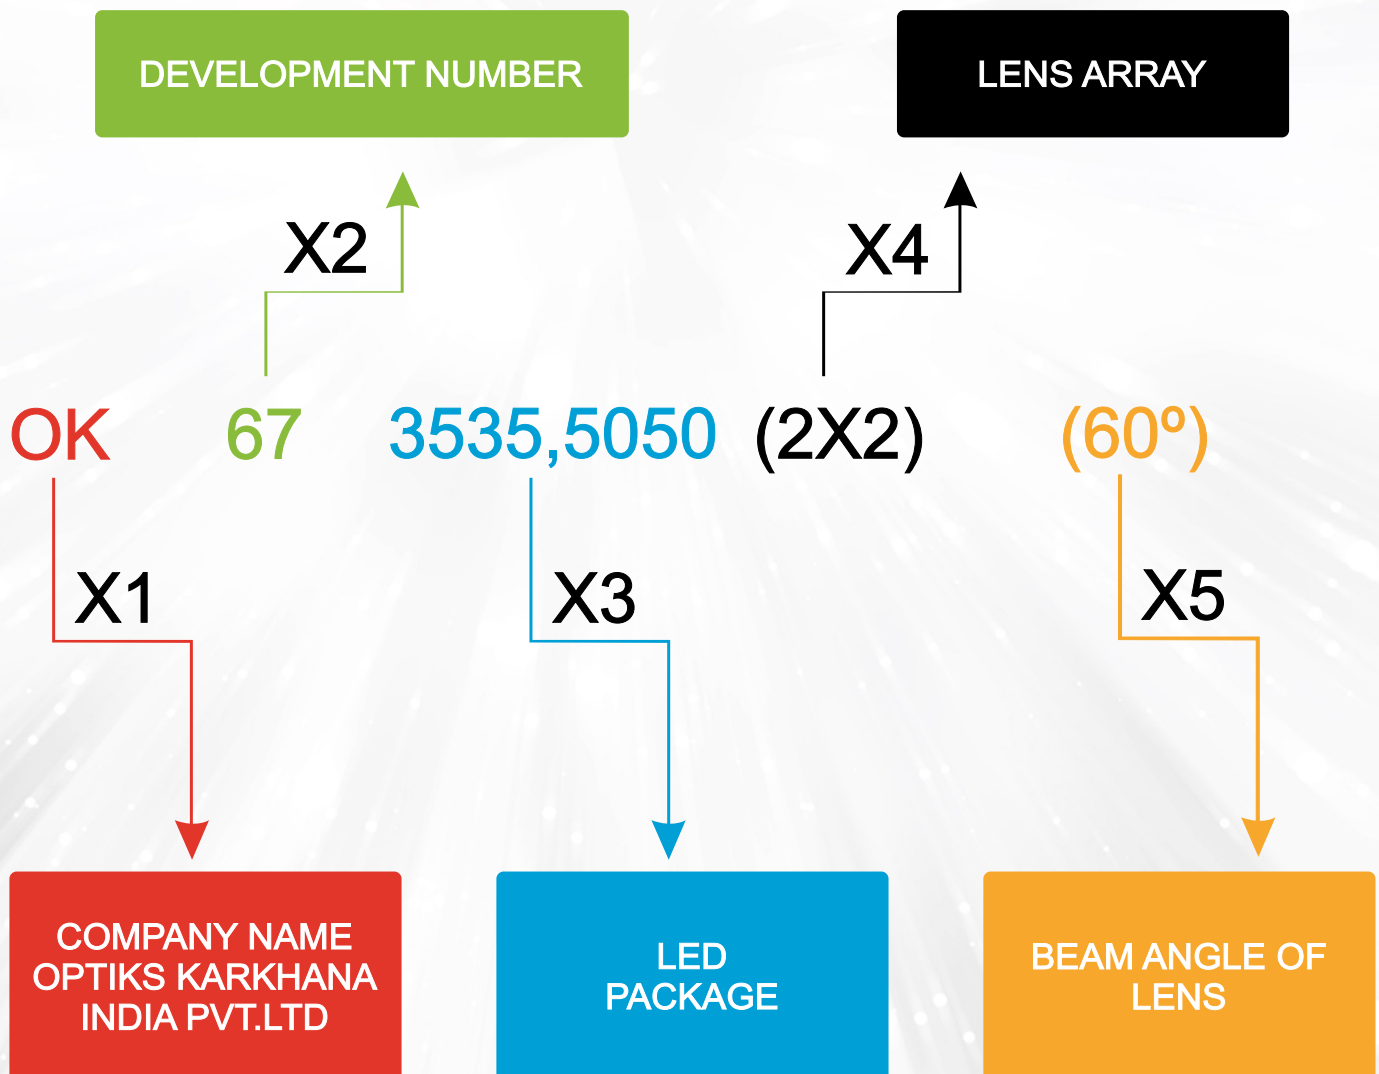 DEVELOPMENT NUMBER
LENS ARRAY
X2
X4
OK 67 3535,5050 (2X2) (60º)
X1
X3
X5
COMPANY NAME
OPTIKS KARKHANA
INDIA PVT.LTD
LED
PACKAGE
BEAM ANGLE OF
LENS